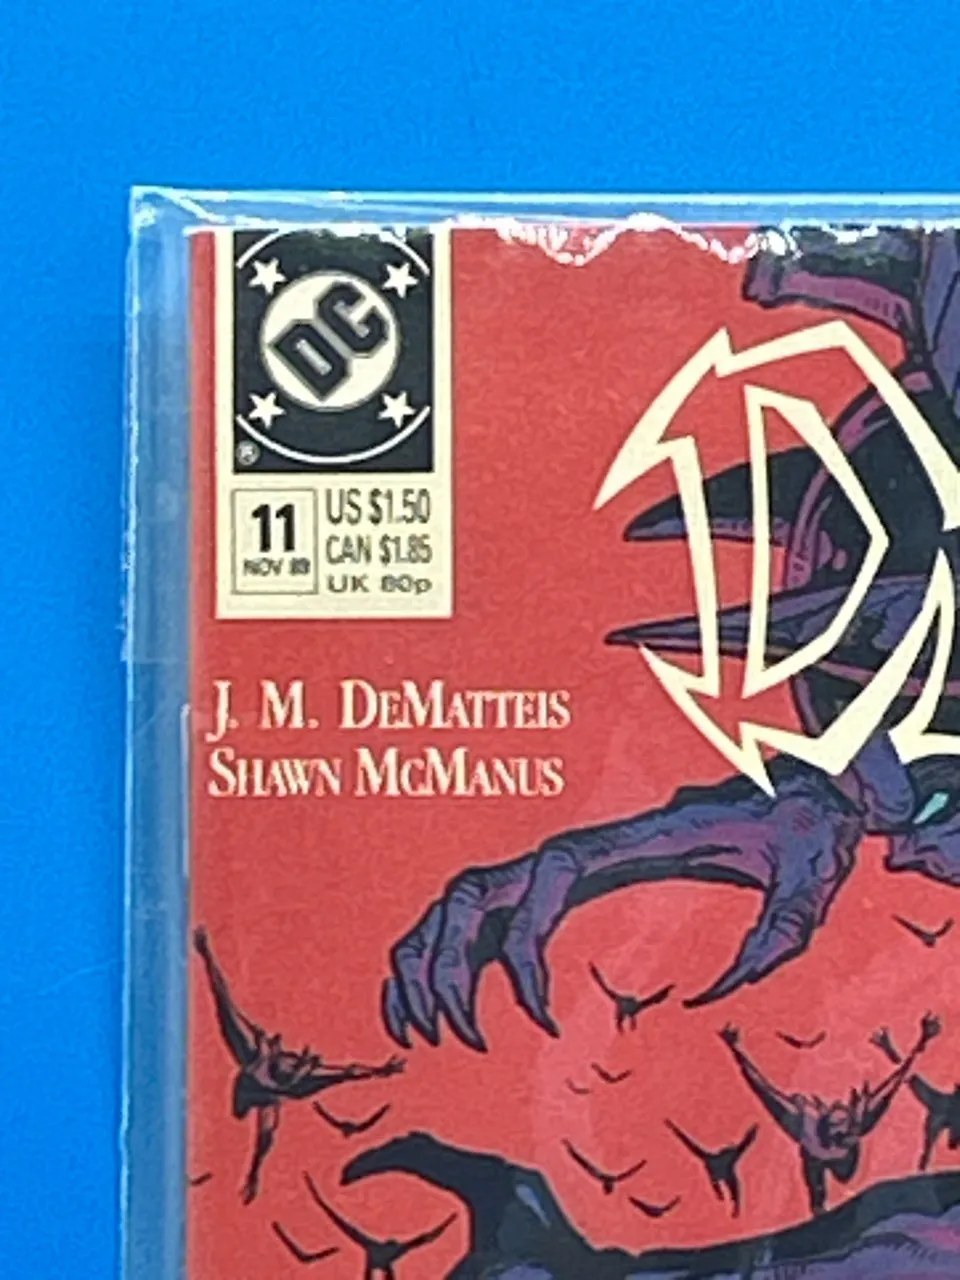 DC
®
11
NOV 89
US $1.50
CAN $1.85
UK 80p
J. M. DEMATTEIS
SHAWN MCMANUS
D